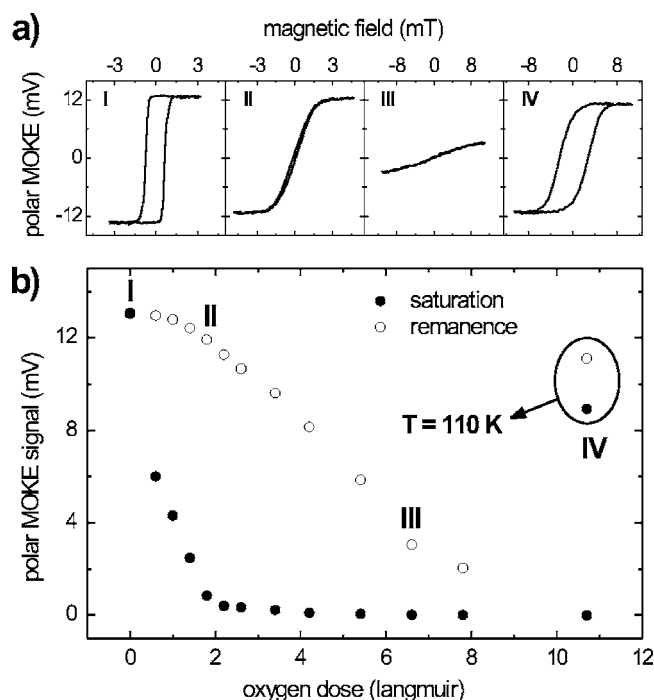 a)
magnetic field (mT)
-3 0 3 -3 0 3 -8 0 8 -8 0 8
polar MOKE (mV)
12
0
-12
I II III IV
b)
I
II
III
IV
saturation
remanence
T = 110 K
polar MOKE signal (mV)
12
8
4
0
0 2 4 6 8 10 12
oxygen dose (langmuir)